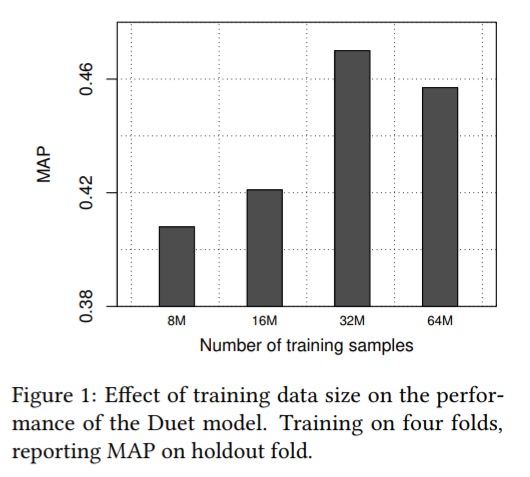 MAP
0.46
0.42
0.38
8M 16M 32M 64M
Number of training samples
Figure 1: Effect of training data size on the perfor-
mance of the Duet model. Training on four folds,
reporting MAP on holdout fold.